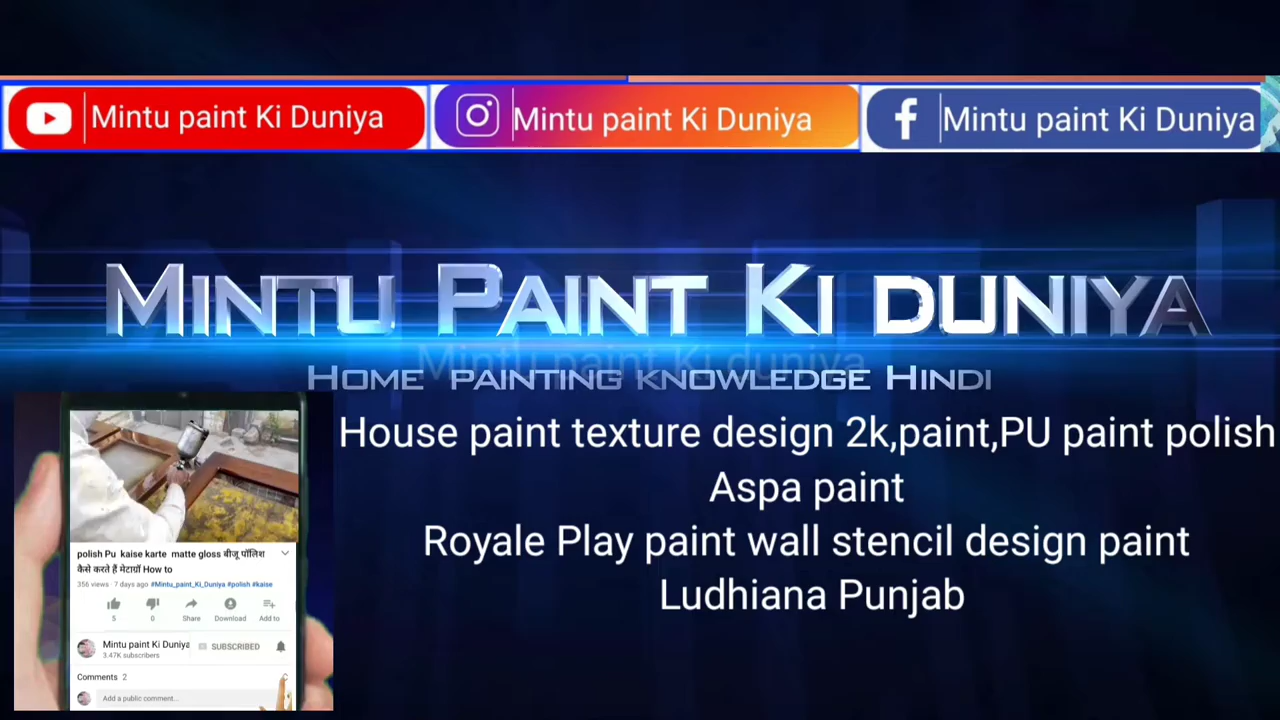 Mintu paint Ki Duniya
Mintu paint Ki Duniya
Mintu paint Ki Duniya
MINTU PAINT KI DUNIYA
Mintu paint Ki duniya
HOME PAINTING KNOWLEDGE HINDI
House paint texture design 2k,paint,PU paint polish
Aspa paint
Royale Play paint wall stencil design paint
Ludhiana Punjab
polish Pu kaise karte matte gloss बीजू पॉलिश
कैसे करते हैं मेटाग्रॉ How to
356 views · 7 days ago #Mintu_paint_Ki_Duniya #polish #kaise
5
0
Share
Download
Add to
Mintu paint Ki Duniya
SUBSCRIBED
3.47K subscribers
Comments 2
Add a public comment...